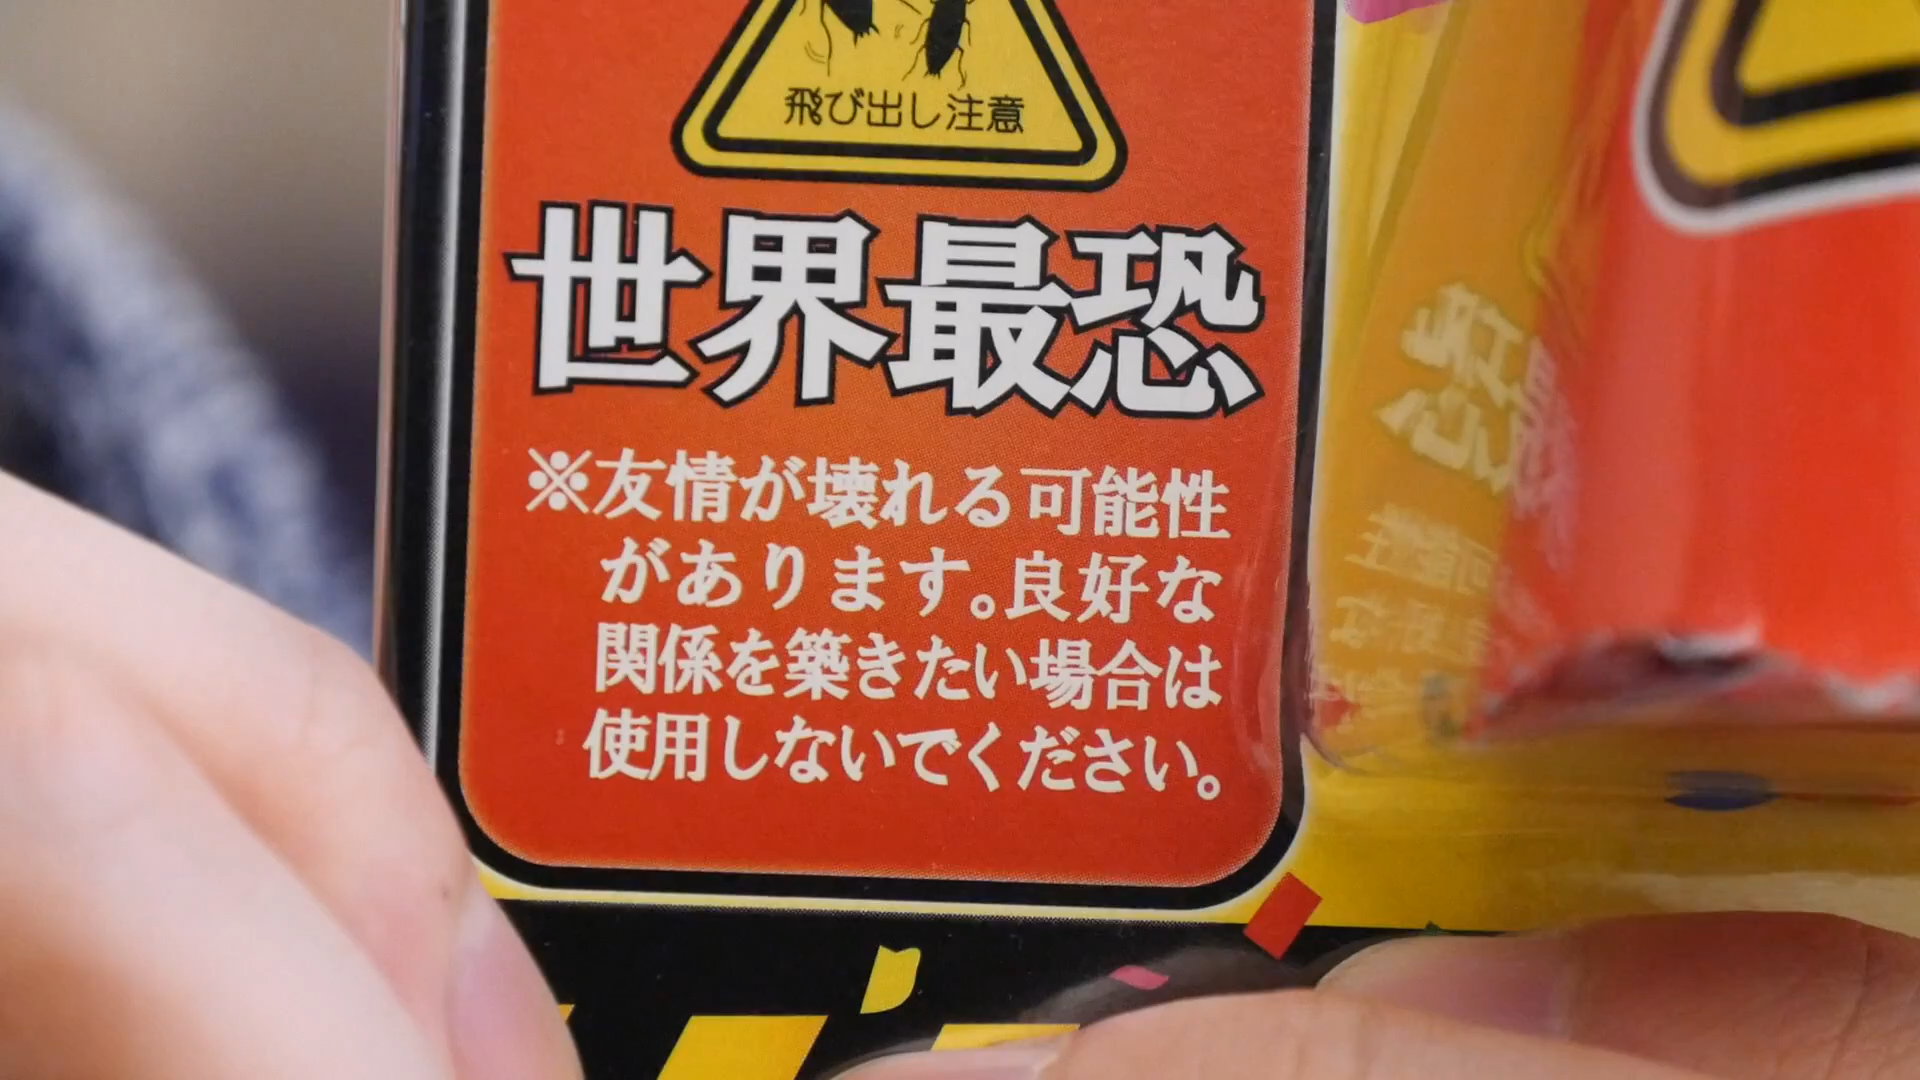 飛び出し注意
世界最恐
※友情が壊れる可能性
があります。良好な
関係を築きたい場合は
使用しないでください。